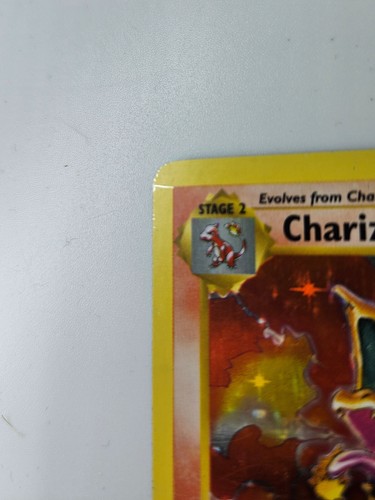 Evolves from Cha
STAGE 2
Chariz